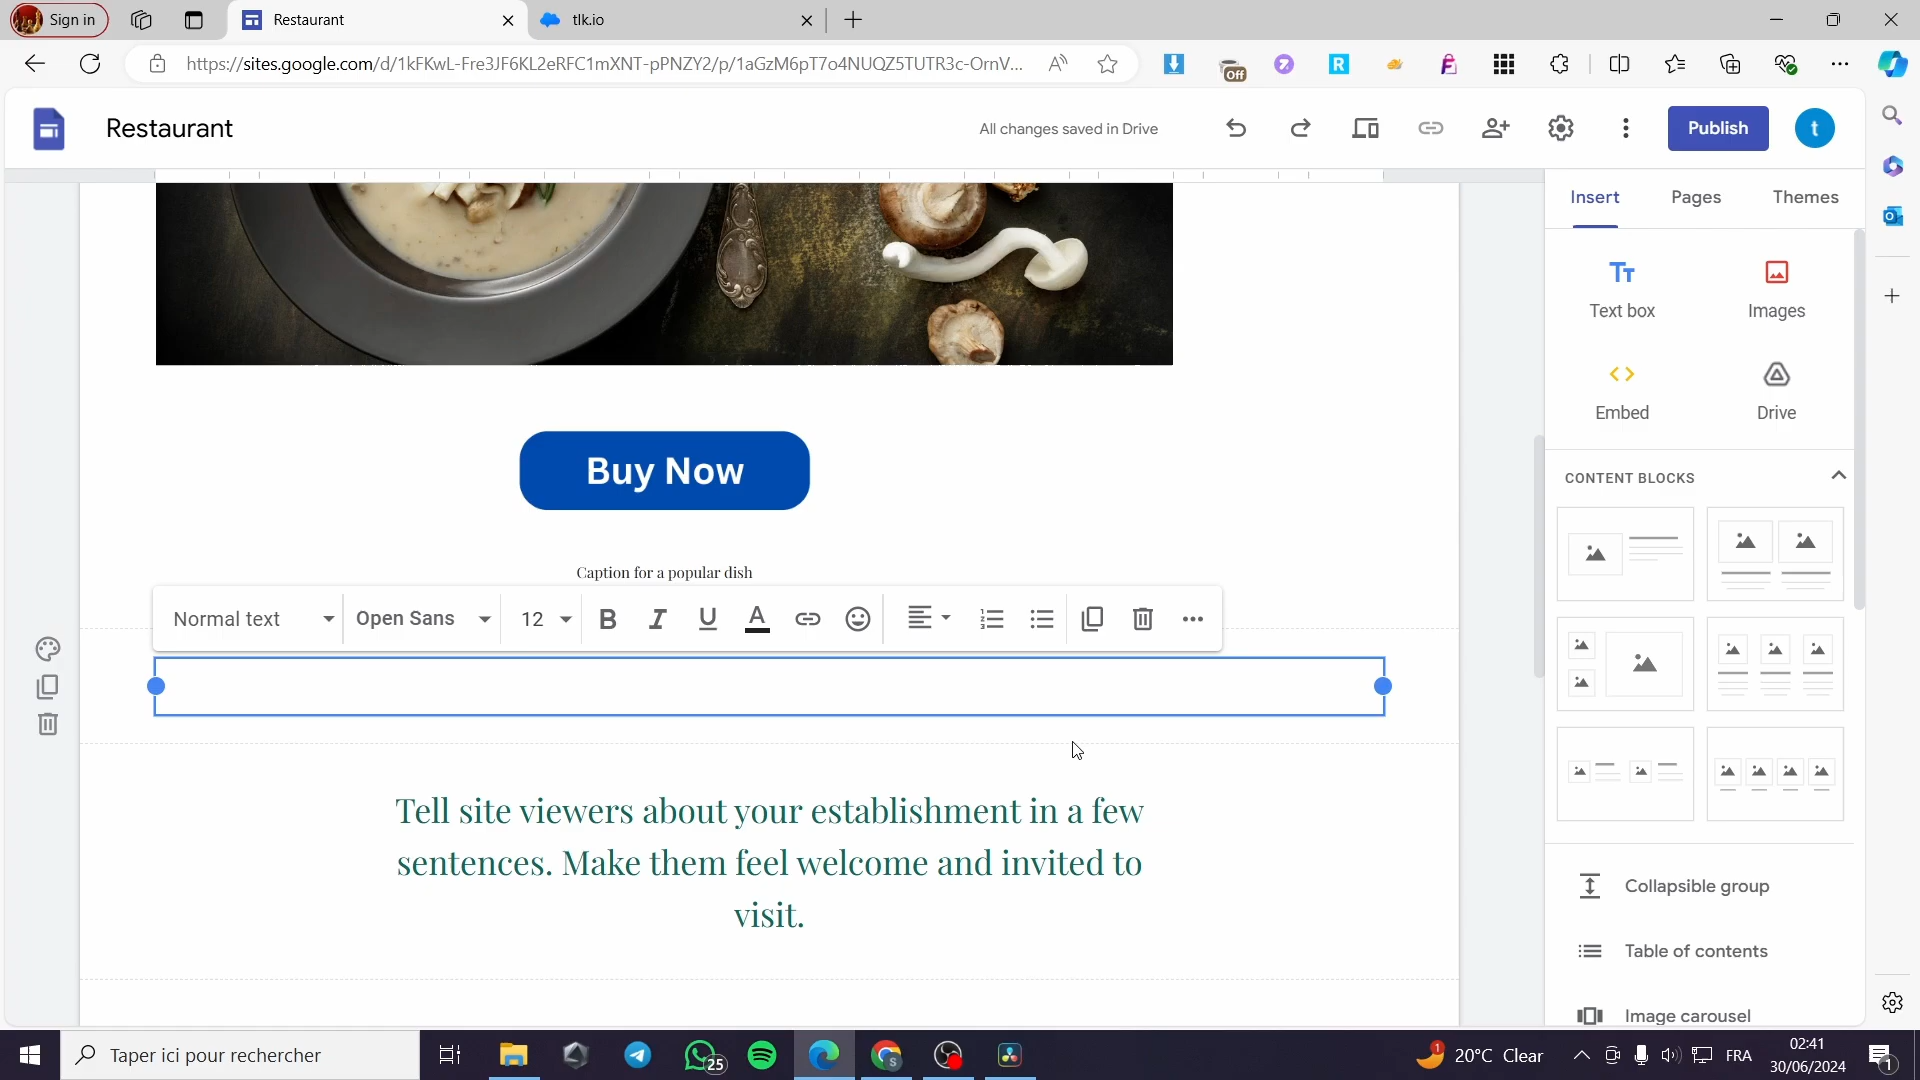 Sign in
Restaurant
tlk.io
https://sites.google.com/d/1kFKwL-Fre3JF6KL2eRFC1mXNT-pPNZY2/p/1aGzM6pT7o4NUQZ5TUTR3c-OrnV...
Off
Restaurant
All changes saved in Drive
Publish
t
Insert
Pages
Themes
Text box
Images
Embed
Drive
CONTENT BLOCKS
Buy Now
Caption for a popular dish
Normal text
Open Sans
12
Tell site viewers about your establishment in a few
sentences. Make them feel welcome and invited to
visit.
Collapsible group
Table of contents
Image carousel
Taper ici pour rechercher
25
1
20°C Clear
FRA
02:41
30/06/2024
1